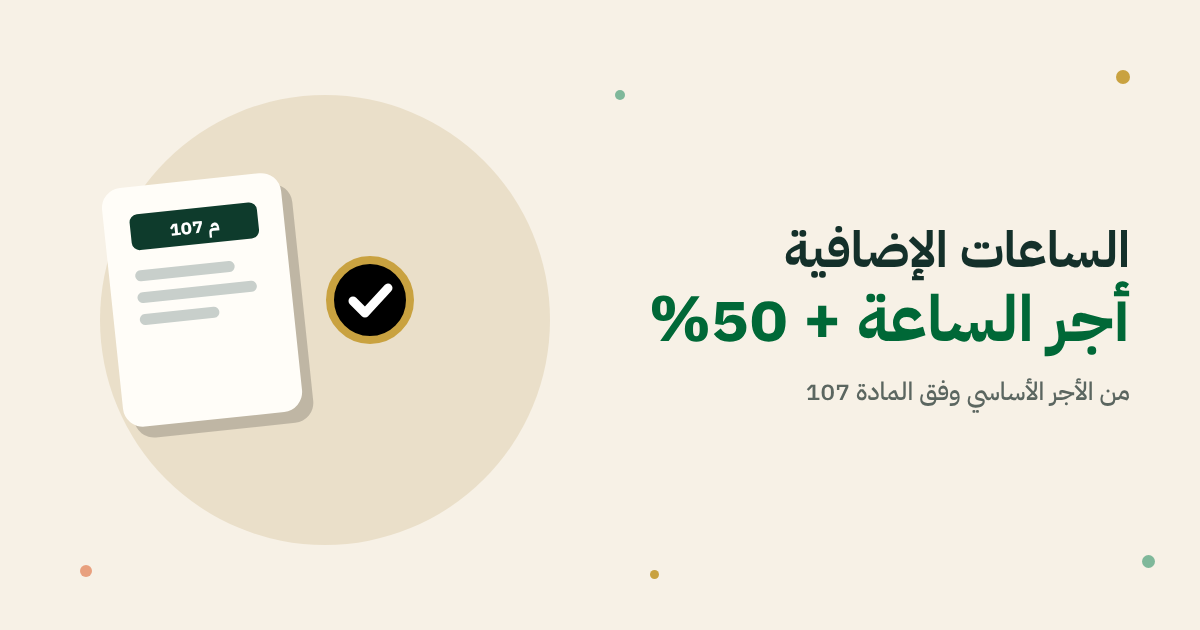 الساعات الإضافية
أجر الساعة + 50%
من الأجر الأساسي وفق المادة 107
م 107